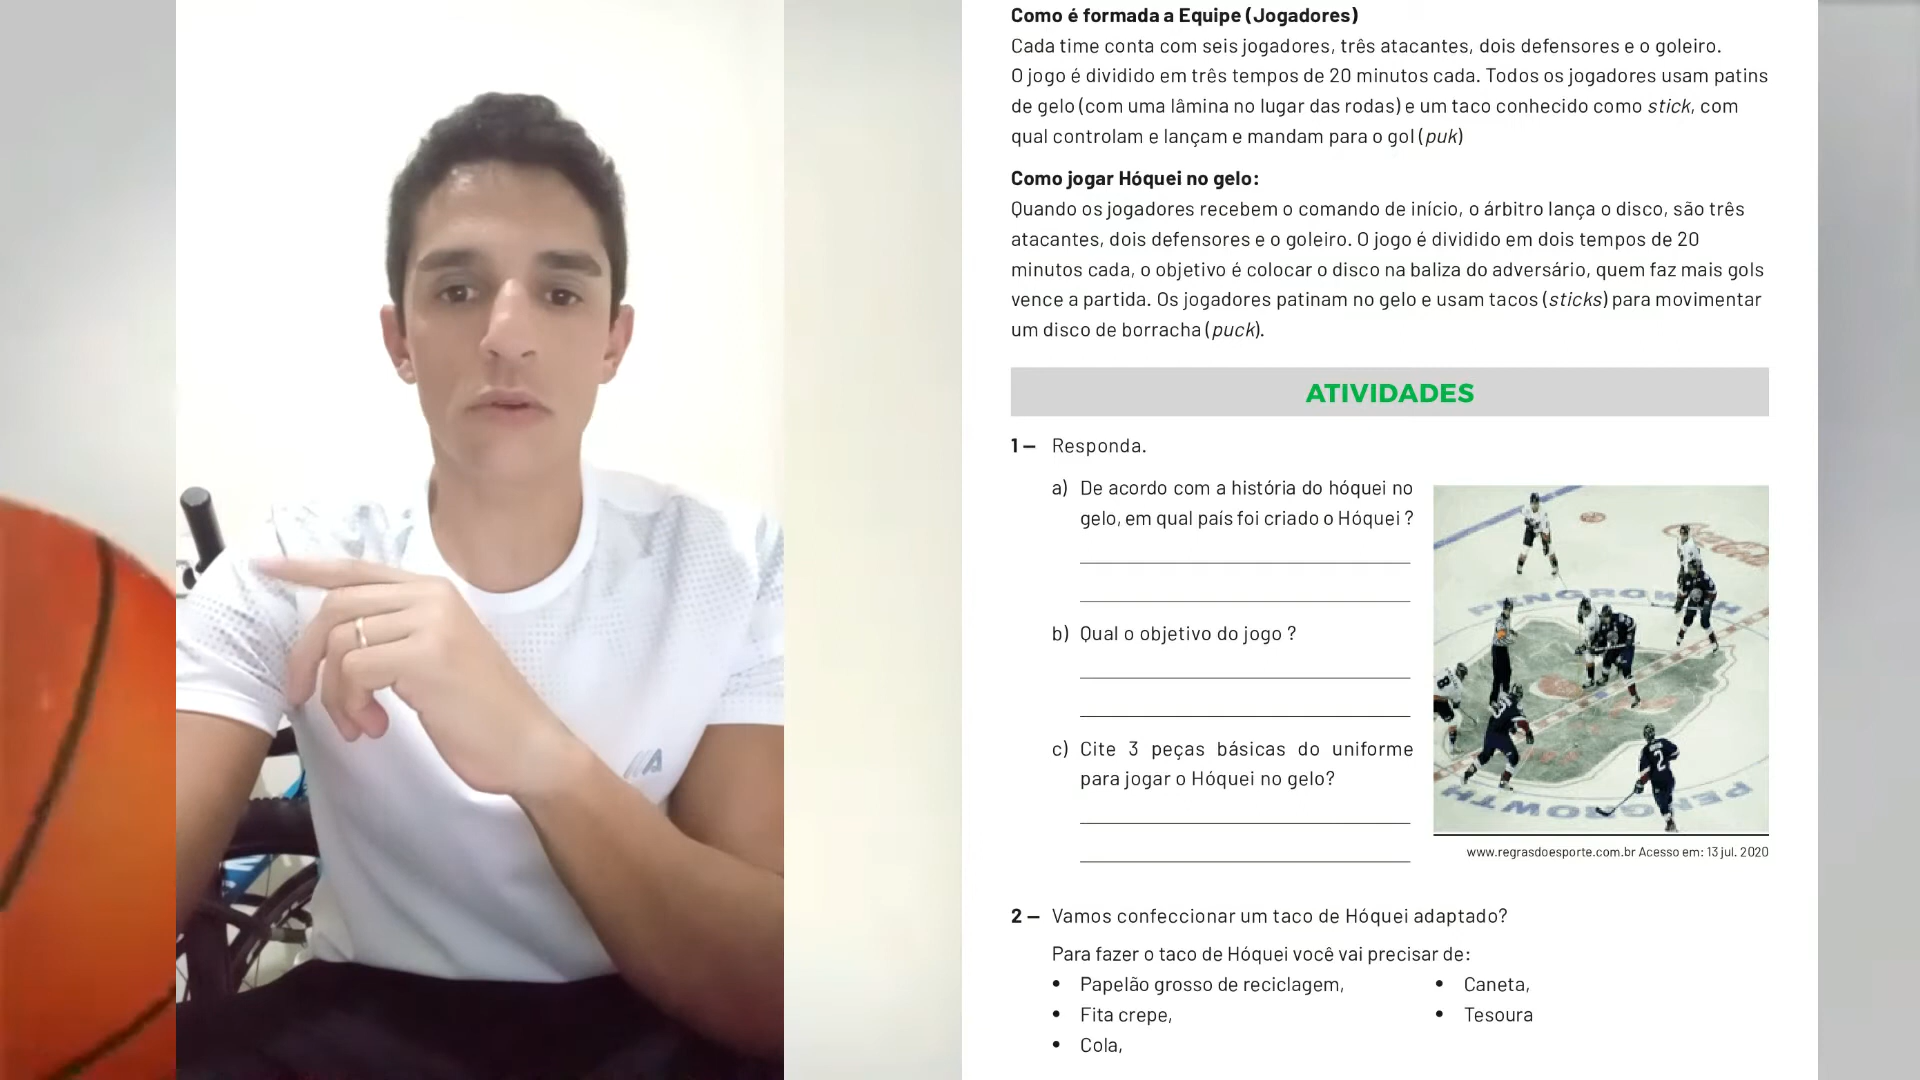 Como é formada a Equipe (Jogadores)
Cada time conta com seis jogadores, três atacantes, dois defensores e o goleiro.
O jogo é dividido em três tempos de 20 minutos cada. Todos os jogadores usam patins
de gelo (com uma lâmina no lugar das rodas) e um taco conhecido como stick, com
qual controlam e lançam e mandam para o gol (puk)
Como jogar Hóquei no gelo:
Quando os jogadores recebem o comando de início, o árbitro lança o disco, são três
atacantes, dois defensores e o goleiro. O jogo é dividido em dois tempos de 20
minutos cada, o objetivo é colocar o disco na baliza do adversário, quem faz mais gols
vence a partida. Os jogadores patinam no gelo e usam tacos (sticks) para movimentar
um disco de borracha (puck).
ATIVIDADES
1 – Responda.
a) De acordo com a história do hóquei no
gelo, em qual país foi criado o Hóquei ?
b) Qual o objetivo do jogo ?
c) Cite 3 peças básicas do uniforme
para jogar o Hóquei no gelo?
Coca-Cola
PENGROWTH
8
2
PENGROWTH
www.regrasdoesporte.com.br Acesso em: 13 jul. 2020
2 – Vamos confeccionar um taco de Hóquei adaptado?
Para fazer o taco de Hóquei você vai precisar de:
• Papelão grosso de reciclagem,
• Fita crepe,
• Cola,
• Caneta,
• Tesoura